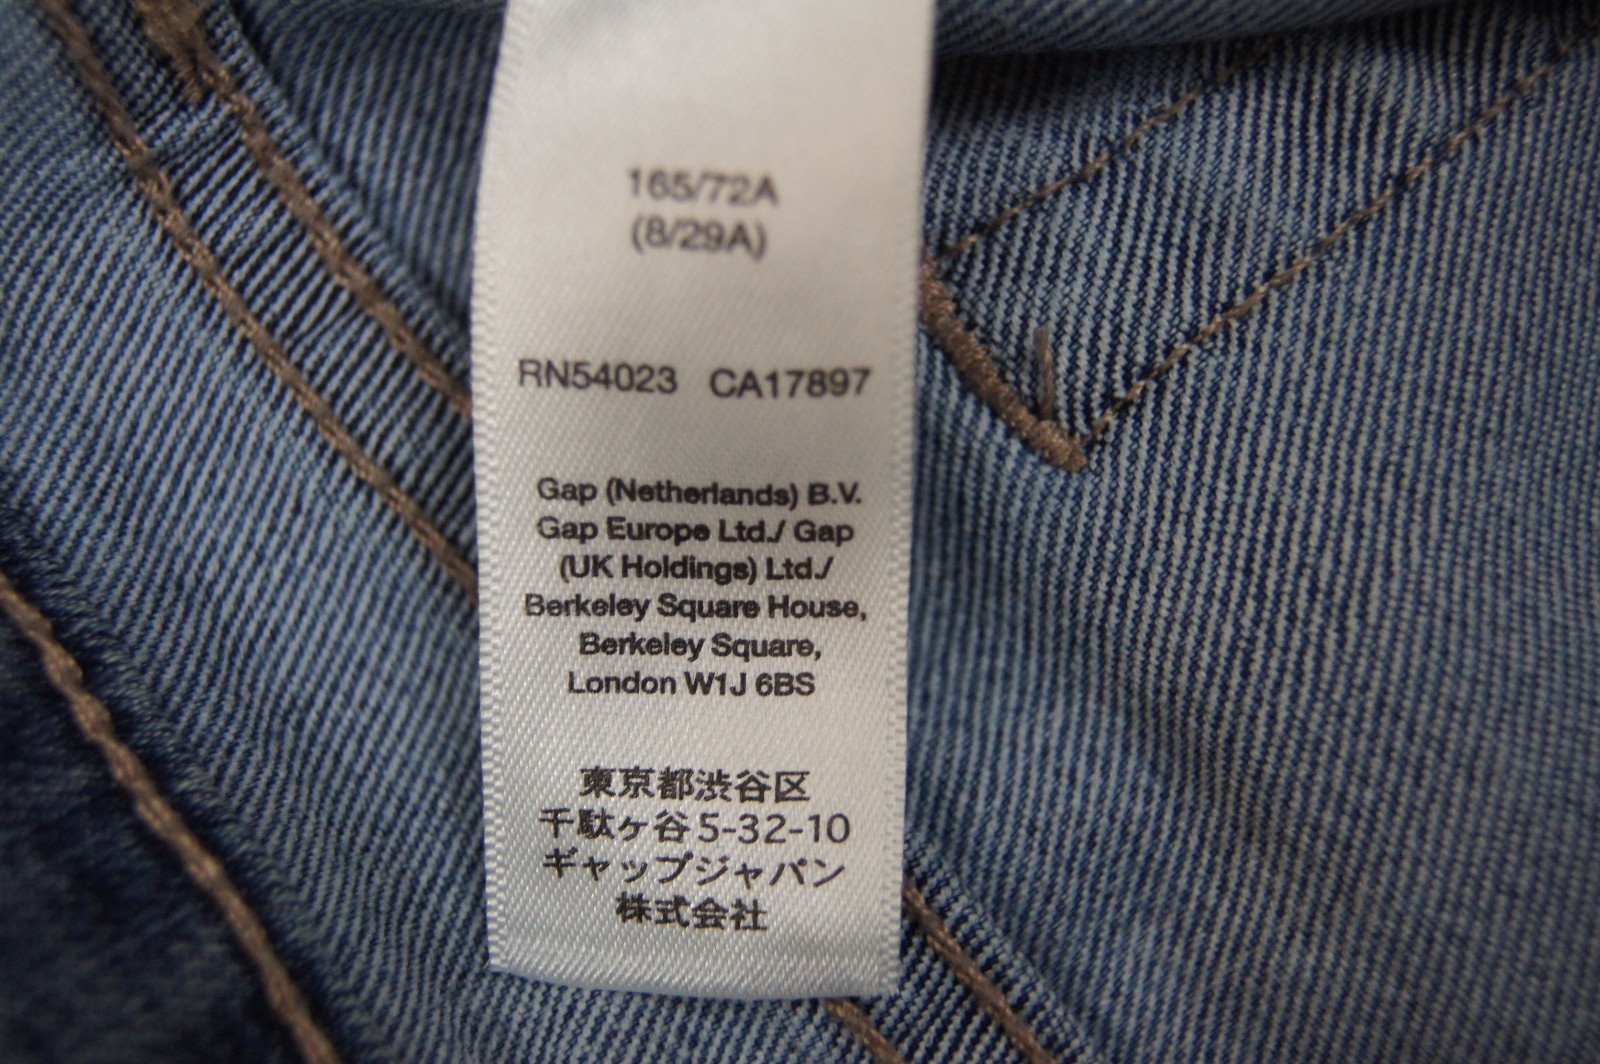 165/72A
(8/29A)
RN54023 CA17897
Gap (Netherlands) B.V.
Gap Europe Ltd./ Gap
(UK Holdings) Ltd./
Berkeley Square House,
Berkeley Square,
London W1J 6BS
東京都渋谷区
千駄ヶ谷5-32-10
ギャップジャパン
株式会社